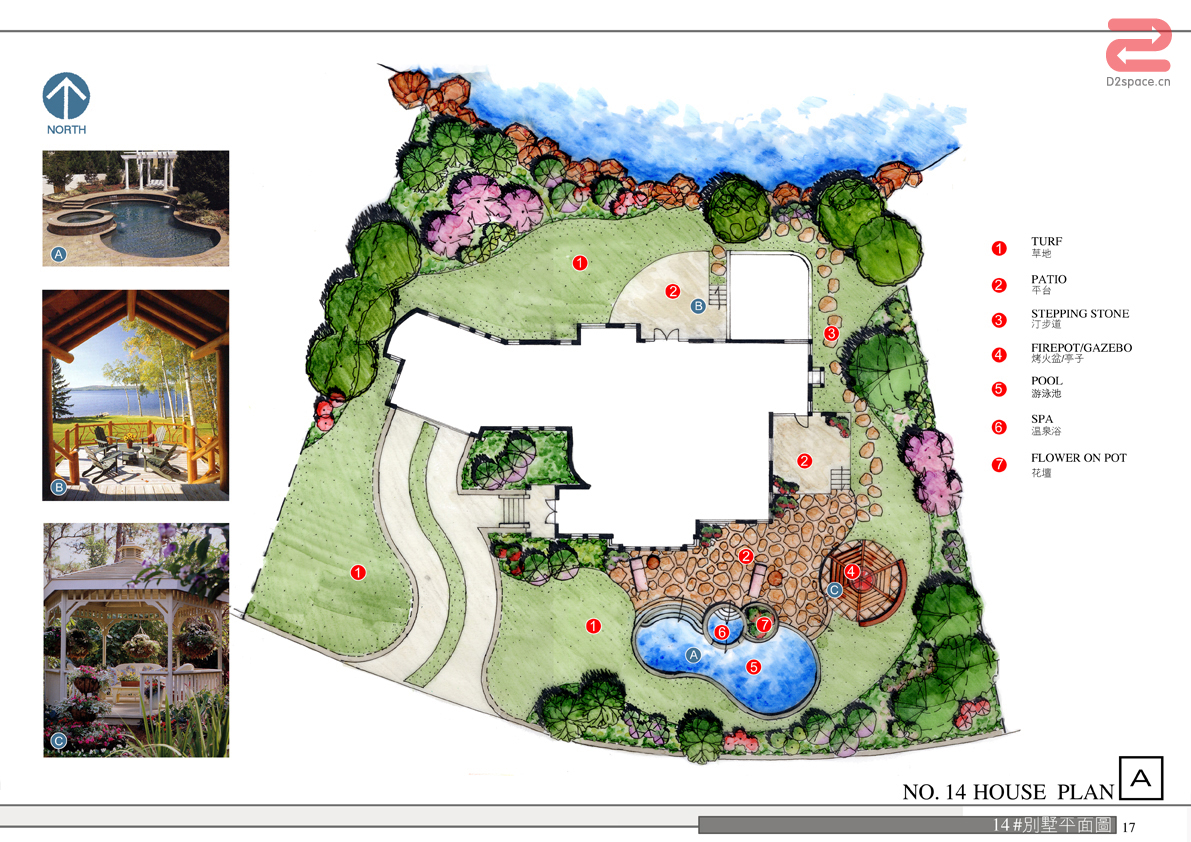 D2space.cn
NORTH
A
B
C
1
2
B
3
2
1
2
4
C
1
6
7
A
5
1 TURF
草地
2 PATIO
平台
3 STEPPING STONE
汀步道
4 FIREPOT/GAZEBO
烤火盆/亭子
5 POOL
游泳池
6 SPA
温泉浴
7 FLOWER ON POT
花壇
NO. 14 HOUSE PLAN A
14#別墅平面圖 17